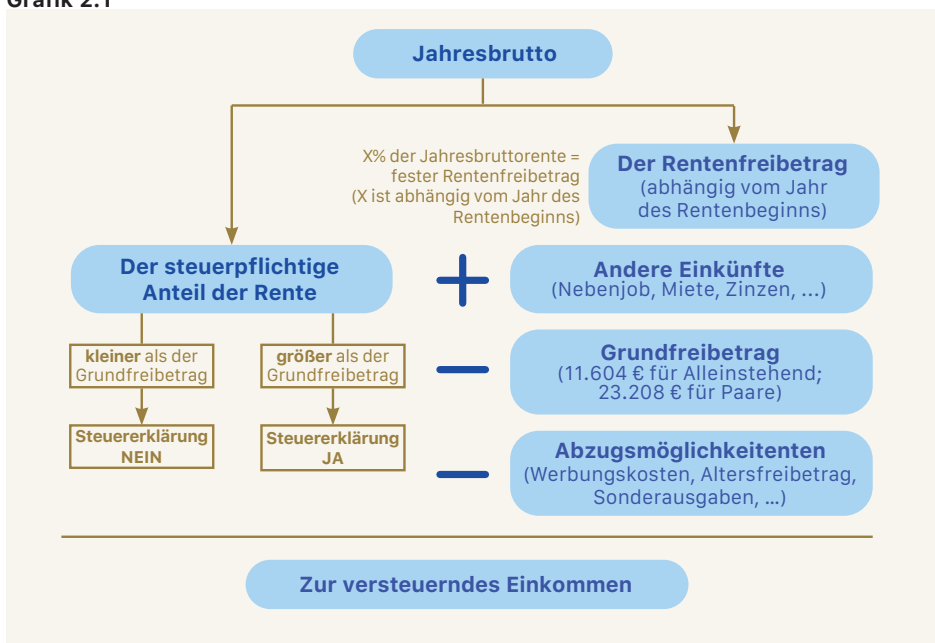 Grafik 2.1
Jahresbrutto
X% der Jahresbruttorente =
fester Rentenfreibetrag
(X ist abhängig vom Jahr des
Rentenbeginns)
Der Rentenfreibetrag
(abhängig vom Jahr
des Rentenbeginns)
Der steuerpflichtige
Anteil der Rente
+
Andere Einkünfte
(Nebenjob, Miete, Zinzen, ...)
kleiner als der
Grundfreibetrag
größer als der
Grundfreibetrag
−
Grundfreibetrag
(11.604 € für Alleinstehend;
23.208 € für Paare)
Steuererklärung
NEIN
Steuererklärung
JA
−
Abzugsmöglichkeitenten
(Werbungskosten, Altersfreibetrag,
Sonderausgaben, ...)
Zur versteuerndes Einkommen